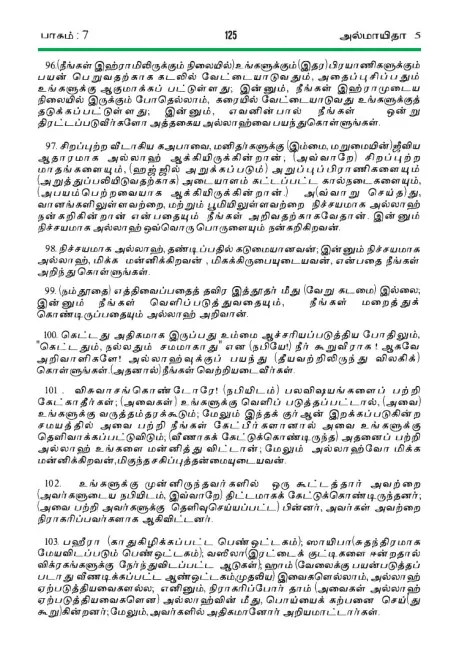 பாகம் : 7 125 அல்மாயிதா 5
96.(நீங்கள் இஹ்ராமிலிருக்கும் நிலையில்) உங்களுக்கும் (இதர) பிரயாணிகளுக்கும்
பயன் பெறுவதற்காக கடலில் வேட்டையாடுவதும், அதைப்புசிப்பதும்
உங்களுக்கு ஆகுமாக்கப் பட்டுள்ளது; இன்னும், நீங்கள் இஹ்ராமுடைய
நிலையில் இருக்கும் போதெல்லாம், கரையில் வேட்டையாடுவது உங்களுக்குத்
தடுக்கப்பட்டுள்ளது; இன்னும், எவனின்பால் நீங்கள் ஒன்று
திரட்டப்படுவீர்களோ அத்தகைய அல்லாஹ்வை பயந்துகொள்ளுங்கள்.
97. சிறப்புற்ற வீடாகிய கஅபாவை, மனிதர்களுக்கு (இம்மை, மறுமையின்) ஜீவிய
ஆதாரமாக அல்லாஹ் ஆக்கியிருக்கின்றான், (அவ்வாறே) சிறப்புற்ற
மாதங்களையும், (ஹஜ்ஜில் அறுக்கப்படும்) அறுப்புப்பிராணிகளையும்
(அறுத்துப்பலியிடுவதற்காக) அடையாளம் கட்டப்பட்ட கால்நடைகளையும்,
(அபயம்பெற்றவையாக ஆக்கியிருக்கிறான்.) அ(வ்வாறு செய்த)து,
வானங்களிலுள்ளவற்றை, மற்றும் பூமியிலுள்ளவற்றை நிச்சயமாக அல்லாஹ்
நன்கறிகின்றான் என்பதையும் நீங்கள் அறிவதற்காகவேதான். இன்னும்
நிச்சயமாக அல்லாஹ் ஒவ்வொரு பொருளையும் நன்கறிகிறவன்.
98. நிச்சயமாக அல்லாஹ், தண்டிப்பதில் கடுமையானவன்; இன்னும் நிச்சயமாக
அல்லாஹ், மிக்க மன்னிக்கிறவன் , மிகக்கிருபையுடையவன், என்பதை நீங்கள்
அறிந்து கொள்ளுங்கள்.
99. (நம்தூதை) எத்திவைப்பதைத் தவிர இத்தூதர் மீது (வேறு கடமை) இல்லை;
இன்னும் நீங்கள் வெளிப்படுத்துவதையும், நீங்கள் மறைத்துக்
கொண்டிருப்பதையும் அல்லாஹ் அறிவான்.
100. கெட்டது அதிகமாக இருப்பது உம்மை ஆச்சரியப்படுத்திய போதிலும்,
"கெட்டதும், நல்லதும் சமமாகாது" என (நபியே!) நீர் கூறுவீராக! ஆகவே
அறிவாளிகளே! அல்லாஹ்வுக்குப் பயந்து (தீயவற்றிலிருந்து விலகிக்)
கொள்ளுங்கள்.(அதனால்) நீங்கள் வெற்றியடைவீர்கள்.
101 . விசுவாசங்கொண்டோரே! (நபியிடம்) பலவிஷயங்களைப் பற்றி
கேட்காதீர்கள்; (அவைகள்) உங்களுக்கு வெளிப் படுத்தப்பட்டால், (அவை)
உங்களுக்கு வருத்தம்தரக்கூடும்; மேலும் இந்தக் குர்ஆன் இறக்கப்படுகின்ற
சமயத்தில் அவை பற்றி நீங்கள் கேட்பீர்களானால் அவை உங்களுக்கு
தெளிவாக்கப்பட்டுவிடும்; (வீணாகக் கேட்டுக்கொண்டிருந்த) அதனைப் பற்றி
அல்லாஹ் உங்களை மன்னித்து விட்டான்; மேலும் அல்லாஹ்வோ மிக்க
மன்னிக்கிறவன், மிகுந்த சகிப்புத்தன்மையுடையவன்.
102. உங்களுக்கு முன்னிருந்தவர்களில் ஒரு கூட்டத்தார் அவற்றை
(அவர்களுடைய நபியிடம், இவ்வாறே) திட்டமாகக் கேட்டுக்கொண்டிருந்தனர்;
(அவை பற்றி அவர்களுக்கு தெளிவுசெய்யப்பட்ட) பின்னர், அவர்கள் அவற்றை
நிராகரிப்பவர்களாக ஆகிவிட்டனர்.
103. பஹீரா (காதுகிழிக்கப்பட்ட பெண்ஒட்டகம்); ஸாயிபா(சுதந்திரமாக
மேயவிடப்படும் பெண்ஒட்டகம்); வஸீலா(இரட்டைக் குட்டிகளை ஈன்றதால்
விக்ரகங்களுக்கு நேர்ந்துவிடப்பட்ட ஆடுகள்); ஹாம் (வேலைக்கு பயன்படுத்தப்
படாது வீணடிக்கப்பட்ட ஆண்ஒட்டகம்முதலிய) இவைகளெல்லாம், அல்லாஹ்
ஏற்படுத்தியவைகளல்ல; எனினும், நிராகரிப்போர் தாம் (அவைகள் அல்லாஹ்
ஏற்படுத்தியவைகளென) அல்லாஹ்வின் மீது, பொய்யைக் கற்பனை செய்(து
கூறு)கின்றனர்; மேலும், அவர்களில் அதிகமானோர் அறியமாட்டார்கள்.